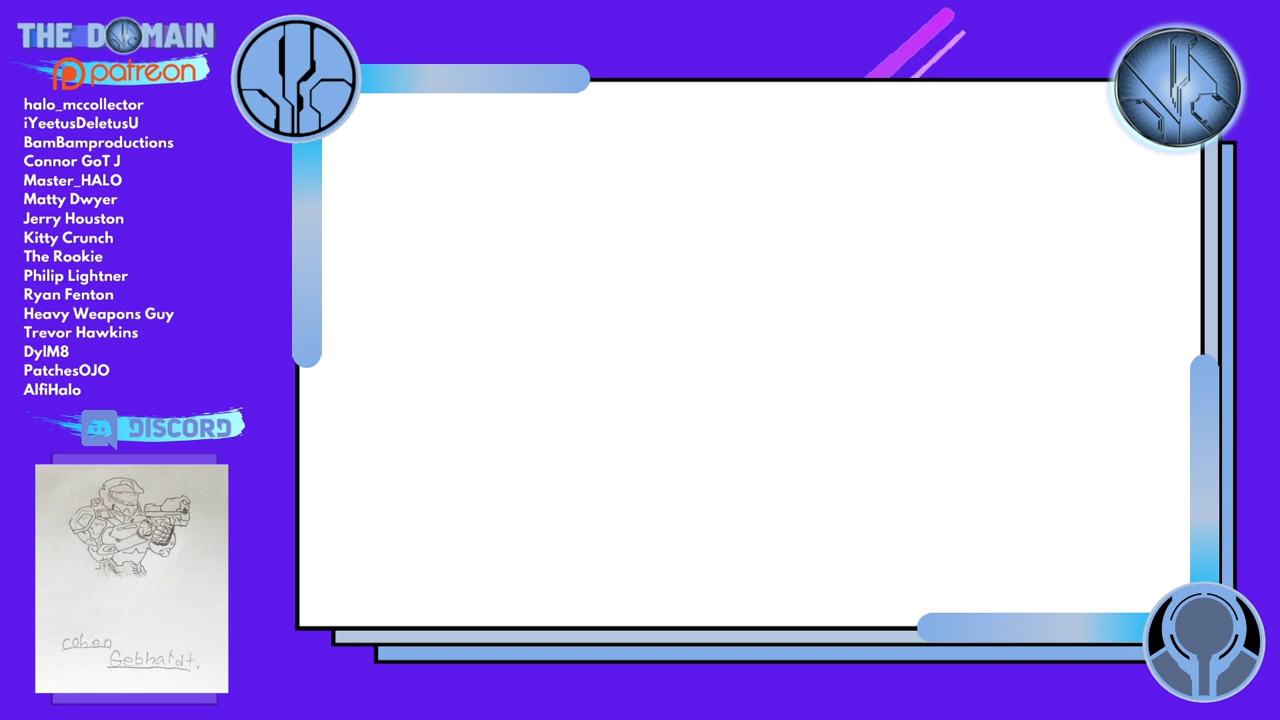 THE DOMAIN
patreon
halo_mccollector
iYeetusDeletusU
BamBamproductions
Connor GoT J
Master_HALO
Matty Dwyer
Jerry Houston
Kitty Crunch
The Rookie
Philip Lightner
Ryan Fenton
Heavy Weapons Guy
Trevor Hawkins
DylM8
PatchesOJO
AlfiHalo
DISCORD
cohen
Gebhatdt.